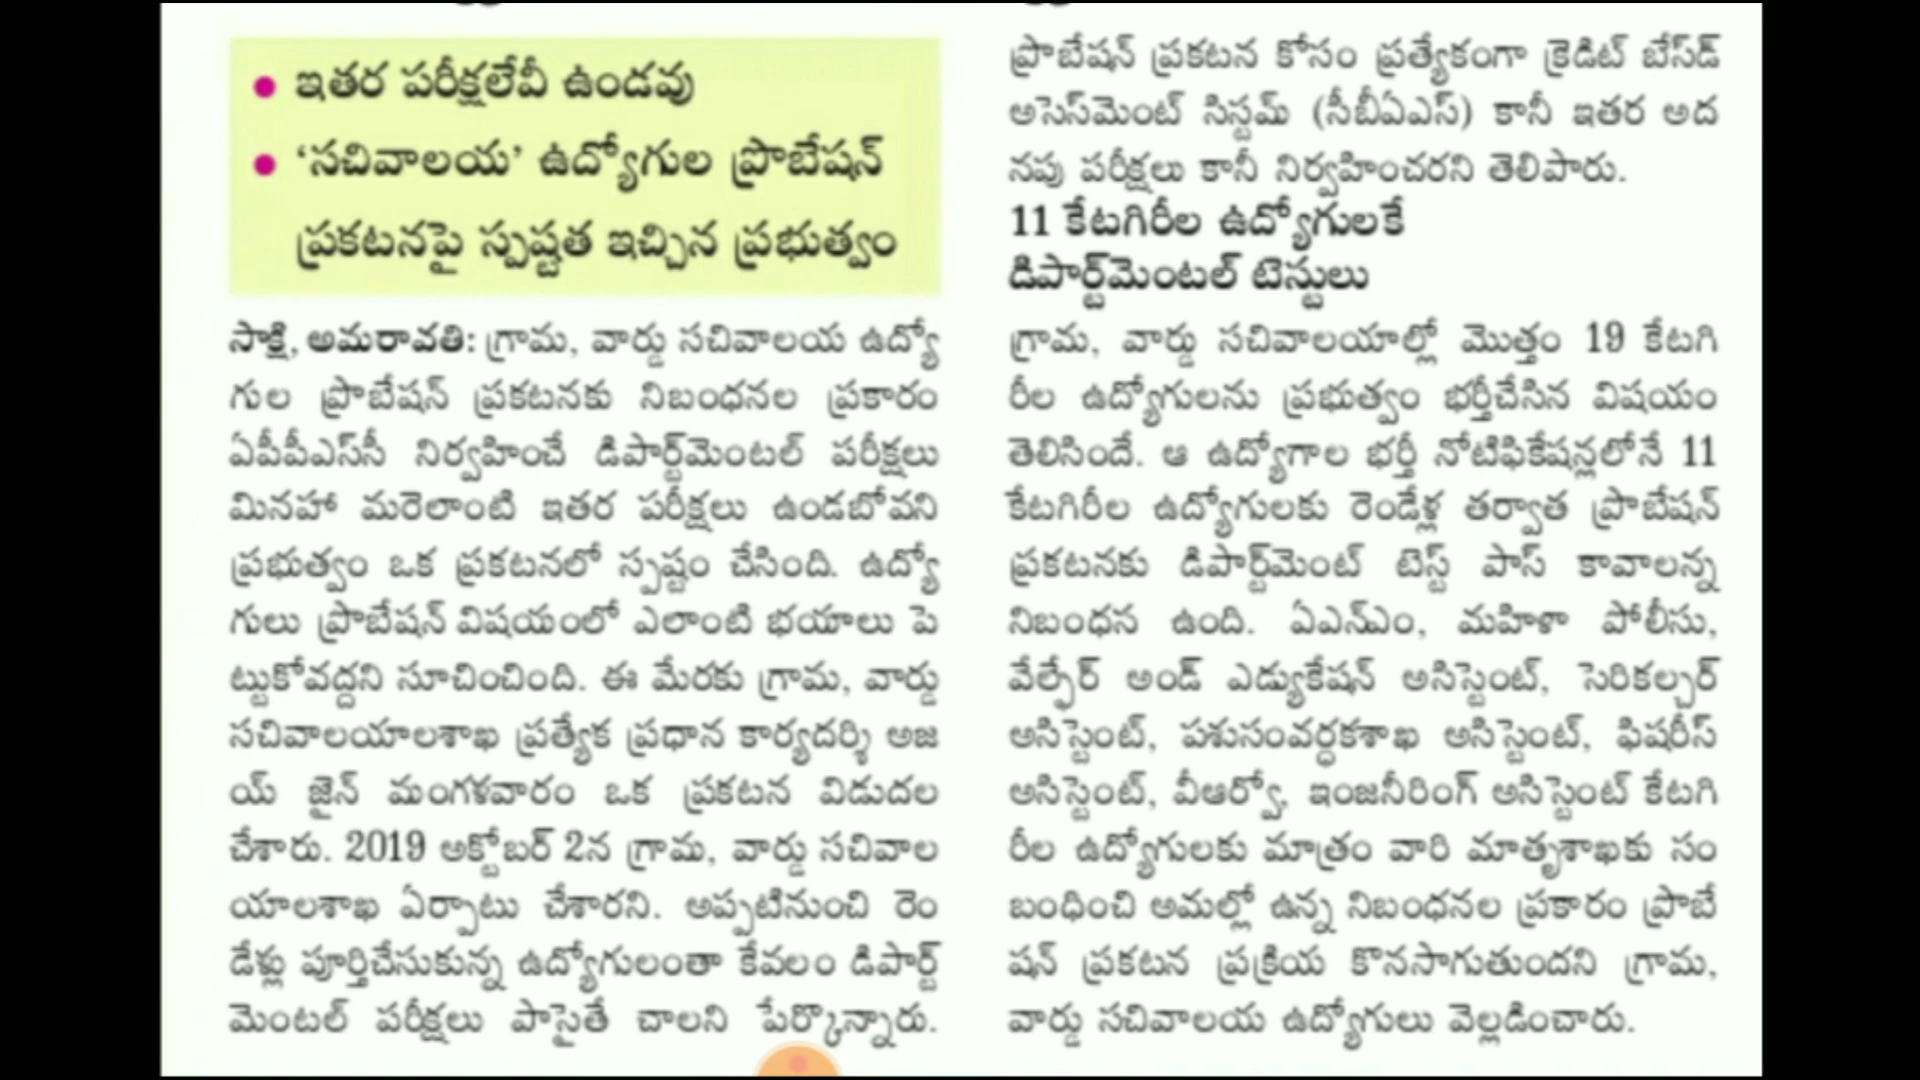 • ఇతర పరీక్షలేవీ ఉండవు
• ‘సచివాలయ’ ఉద్యోగుల ప్రొబేషన్
ప్రకటనపై స్పష్టత ఇచ్చిన ప్రభుత్వం
సాక్షి, అమరావతి: గ్రామ, వార్డు సచివాలయ ఉద్యో
గుల ప్రొబేషన్ ప్రకటనకు నిబంధనల ప్రకారం
ఏపీపీఎస్‌సీ నిర్వహించే డిపార్ట్‌మెంటల్ పరీక్షలు
మినహా మరెలాంటి ఇతర పరీక్షలు ఉండబోవని
ప్రభుత్వం ఒక ప్రకటనలో స్పష్టం చేసింది. ఉద్యో
గులు ప్రొబేషన్ విషయంలో ఎలాంటి భయాలు పె
ట్టుకోవద్దని సూచించింది. ఈ మేరకు గ్రామ, వార్డు
సచివాలయాలశాఖ ప్రత్యేక ప్రధాన కార్యదర్శి అజ
య్ జైన్ మంగళవారం ఒక ప్రకటన విడుదల
చేశారు. 2019 అక్టోబర్ 2న గ్రామ, వార్డు సచివాల
యాలశాఖ ఏర్పాటు చేశారని. అప్పటినుంచి రెం
డేళ్లు పూర్తిచేసుకున్న ఉద్యోగులంతా కేవలం డిపార్ట్
మెంటల్ పరీక్షలు పాసైతే చాలని పేర్కొన్నారు.
ప్రొబేషన్ ప్రకటన కోసం ప్రత్యేకంగా క్రెడిట్ బేస్‌డ్
అసెస్‌మెంట్ సిస్టమ్ (సీబీఏఎస్) కానీ ఇతర అద
నపు పరీక్షలు కానీ నిర్వహించరని తెలిపారు.
11 కేటగిరీల ఉద్యోగులకే
డిపార్ట్‌మెంటల్ టెస్టులు
గ్రామ, వార్డు సచివాలయాల్లో మొత్తం 19 కేటగి
రీల ఉద్యోగులను ప్రభుత్వం భర్తీచేసిన విషయం
తెలిసిందే. ఆ ఉద్యోగాల భర్తీ నోటిఫికేషన్లలోనే 11
కేటగిరీల ఉద్యోగులకు రెండేళ్ల తర్వాత ప్రొబేషన్
ప్రకటనకు డిపార్ట్‌మెంట్ టెస్ట్ పాస్ కావాలన్న
నిబంధన ఉంది. ఏఎన్ఎం, మహిళా పోలీసు,
వేల్ఫేర్ అండ్ ఎడ్యుకేషన్ అసిస్టెంట్, సెరికల్చర్
అసిస్టెంట్, పశుసంవర్ధకశాఖ అసిస్టెంట్, ఫిషరీస్
అసిస్టెంట్, వీఆర్వో, ఇంజనీరింగ్ అసిస్టెంట్ కేటగి
రీల ఉద్యోగులకు మాత్రం వారి మాతృశాఖకు సం
బంధించి అమల్లో ఉన్న నిబంధనల ప్రకారం ప్రొబే
షన్ ప్రకటన ప్రక్రియ కొనసాగుతుందని గ్రామ,
వార్డు సచివాలయ ఉద్యోగులు వెల్లడించారు.